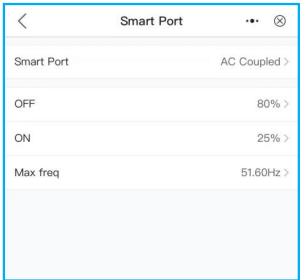 Smart Port
Smart Port AC Coupled
OFF 80%
ON 25%
Max freq 51.60Hz